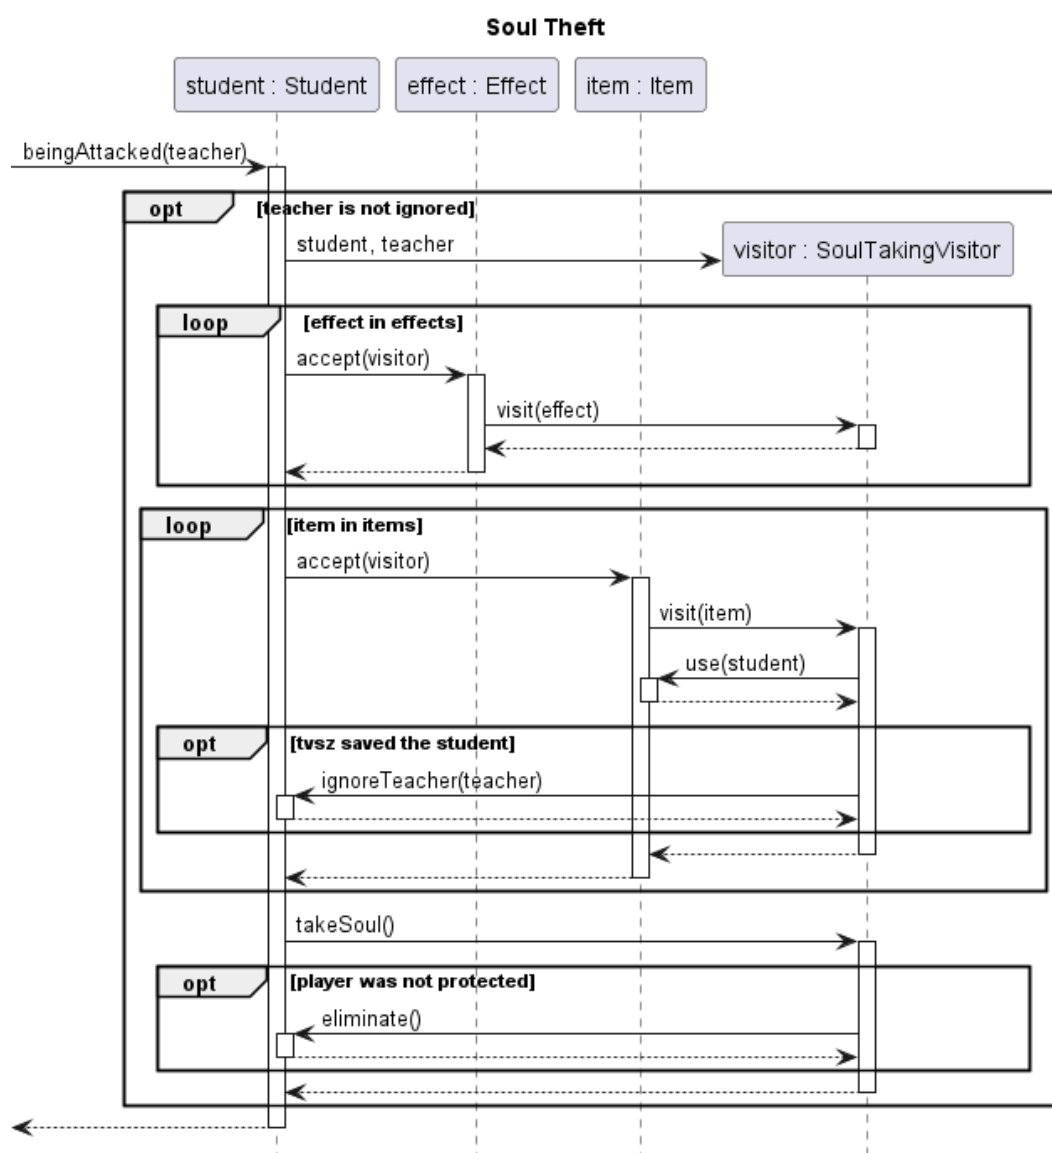 Soul Theft
student : Student
effect : Effect
item : Item
beingAttacked(teacher)
opt
[teacher is not ignored]
student, teacher
visitor : SoulTakingVisitor
loop
[effect in effects]
accept(visitor)
visit(effect)
loop
[item in items]
accept(visitor)
visit(item)
use(student)
opt
[tvsz saved the student]
ignoreTeacher(teacher)
takeSoul()
opt
[player was not protected]
eliminate()